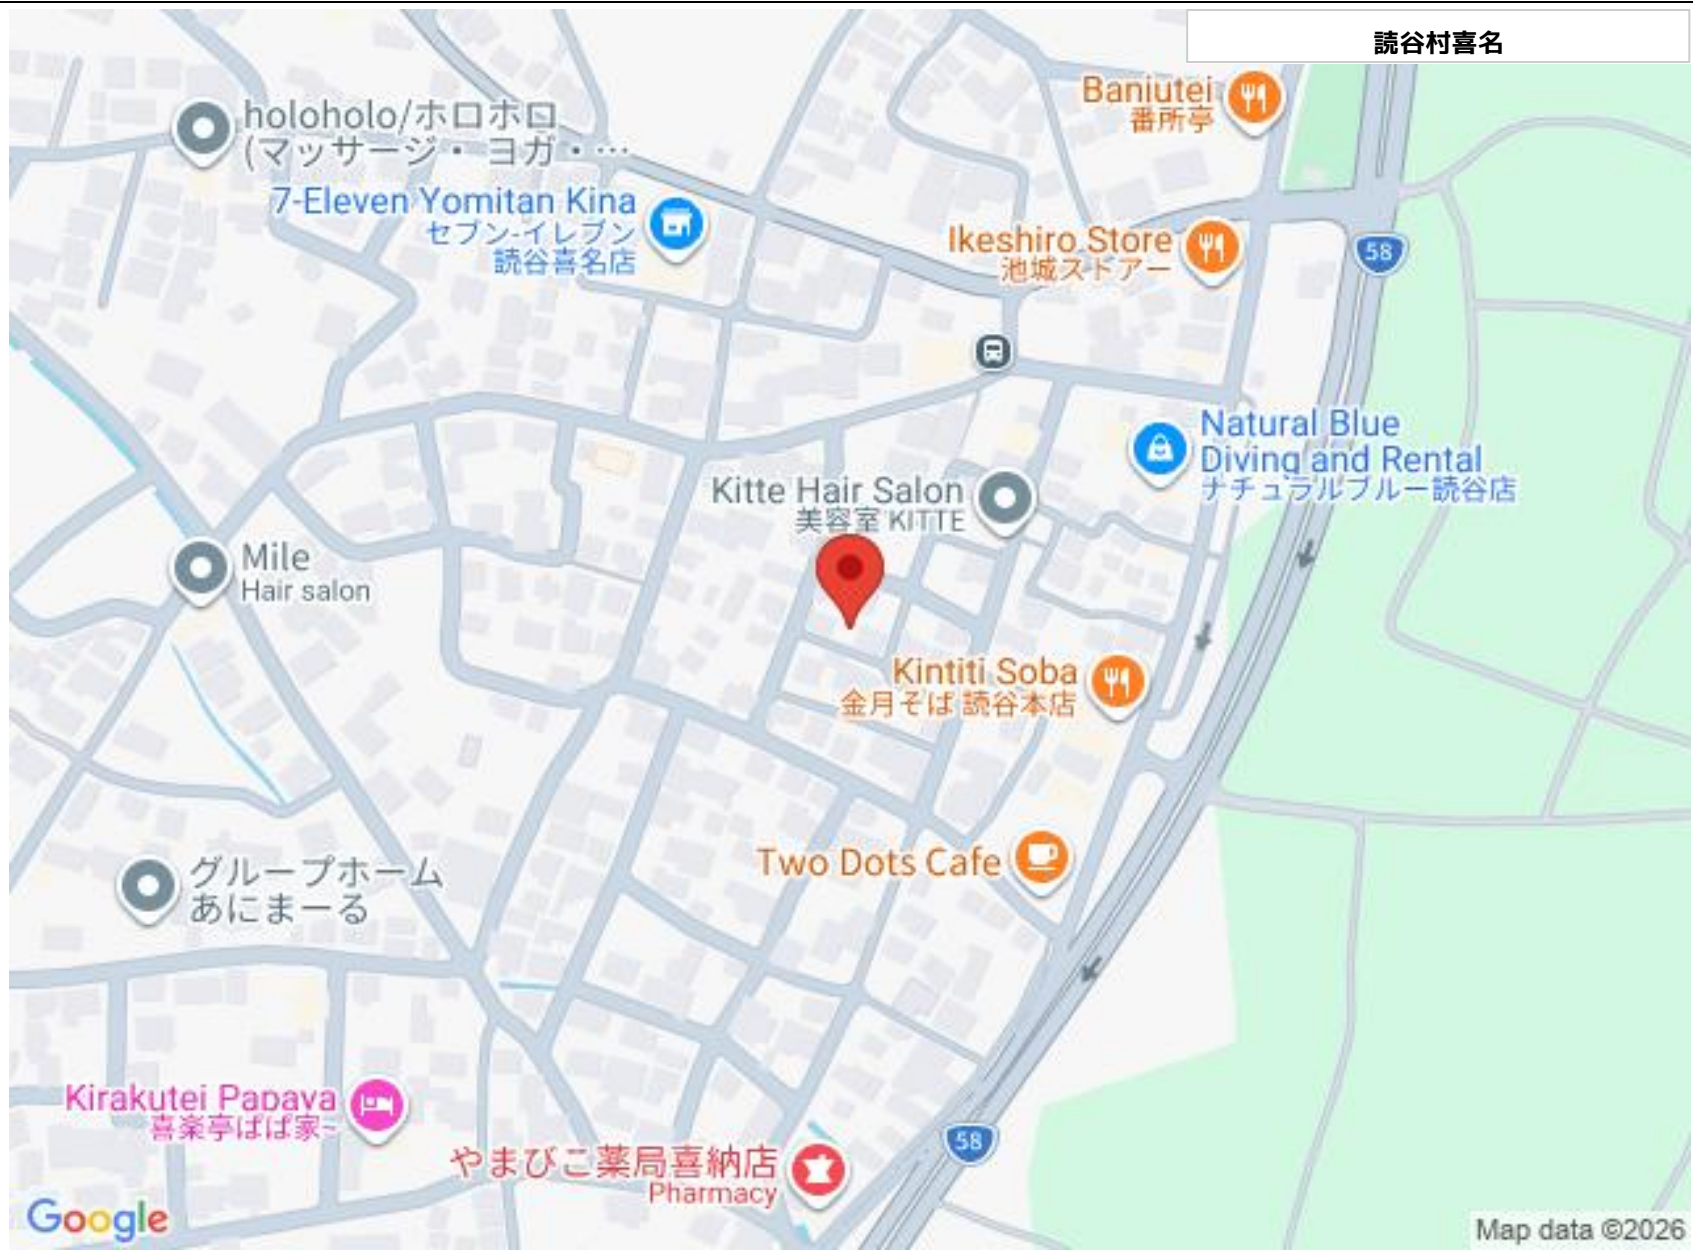 読谷村喜名
Baniutei
番所亭
holoholo/ホロホロ
(マッサージ・ ヨガ・…
7-Eleven Yomitan Kina
セブン-イレブン
読谷喜名店
Ikeshiro Store
池城ストアー
58
Natural Blue
Diving and Rental
ナチュラルブルー読谷店
Kitte Hair Salon
美容室 KITTE
Mile
Hair salon
Kintiti Soba
金月そば 読谷本店
Two Dots Cafe
グループホーム
あにまーる
Kirakutei Papaya
喜楽亭ぱぱ家~
58
やまびこ薬局喜納店
Pharmacy
Google
Map data ©2026